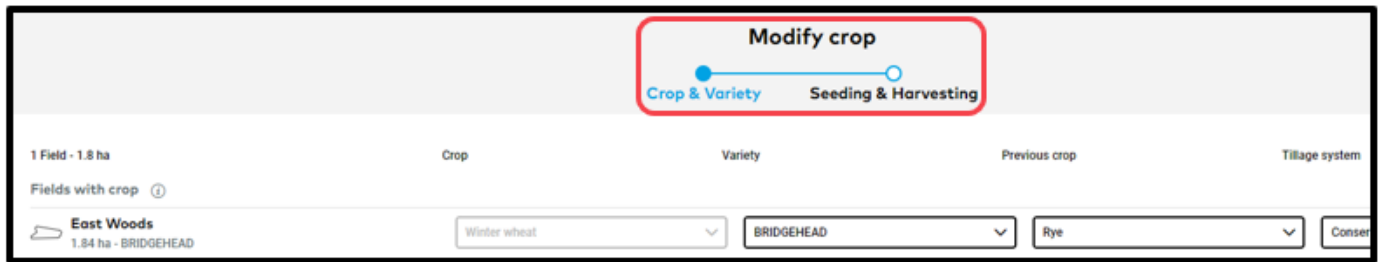 Modify crop
Crop & Variety Seeding & Harvesting
1 Field - 1.8 ha Crop Variety Previous crop Tillage system
Fields with crop i
East Woods
1.84 ha - BRIDGEHEAD
Winter wheat BRIDGEHEAD Rye Conser